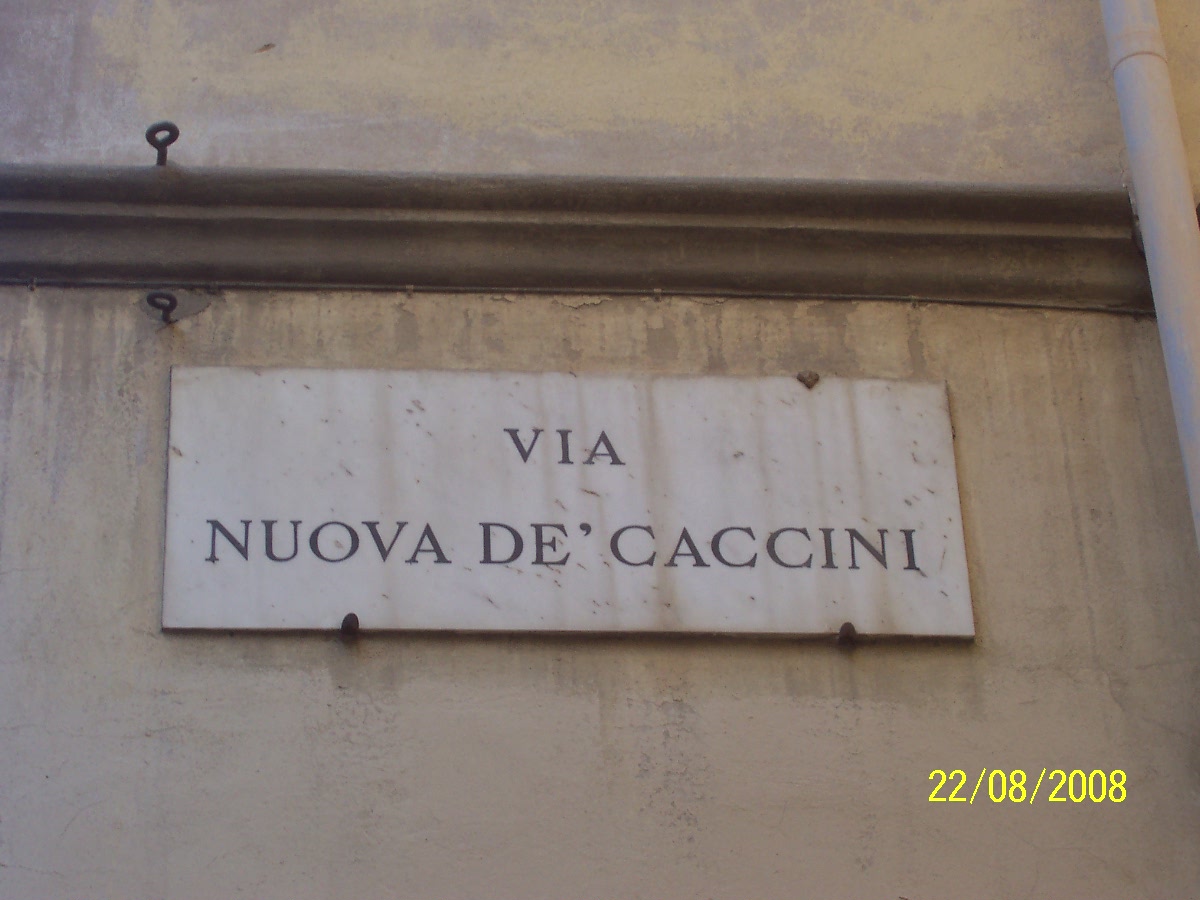 VIA
NUOVA DE' CACCINI
22/08/2008